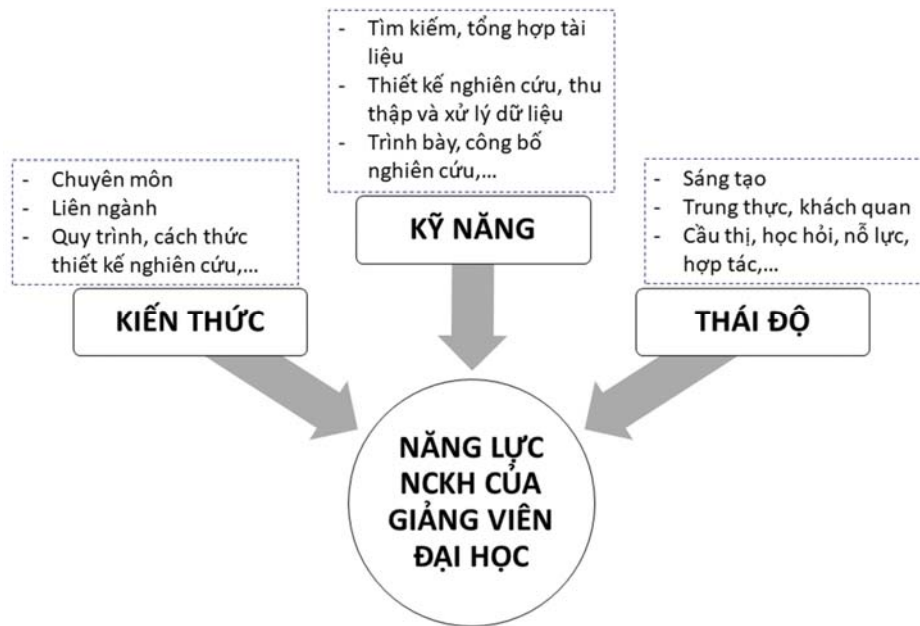 - Tìm kiếm, tổng hợp tài
liệu
- Thiết kế nghiên cứu, thu
thập và xử lý dữ liệu
- Trình bày, công bố
nghiên cứu,...
KỸ NĂNG
- Chuyên môn
- Liên ngành
- Quy trình, cách thức
thiết kế nghiên cứu,...
KIẾN THỨC
- Sáng tạo
- Trung thực, khách quan
- Cầu thị, học hỏi, nỗ lực,
hợp tác,...
THÁI ĐỘ
NĂNG LỰC
NCKH CỦA
GIẢNG VIÊN
ĐẠI HỌC